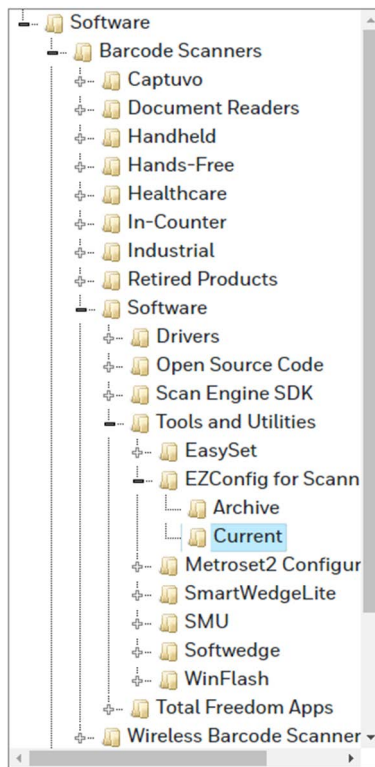 Software
Barcode Scanners
Captuvo
Document Readers
Handheld
Hands-Free
Healthcare
In-Counter
Industrial
Retired Products
Software
Drivers
Open Source Code
Scan Engine SDK
Tools and Utilities
EasySet
EZConfig for Scann
Archive
Current
Metroset2 Configur
SmartWedgeLite
SMU
Softwedge
WinFlash
Total Freedom Apps
Wireless Barcode Scanner